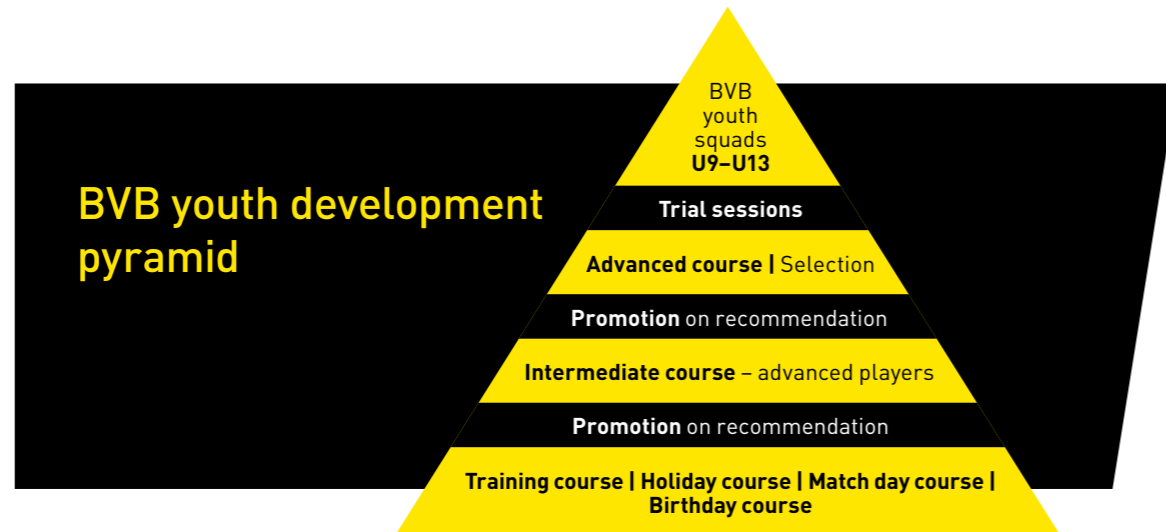 BVB youth development
pyramid
BVB
youth
squads
U9–U13
Trial sessions
Advanced course | Selection
Promotion on recommendation
Intermediate course – advanced players
Promotion on recommendation
Training course | Holiday course | Match day course |
Birthday course